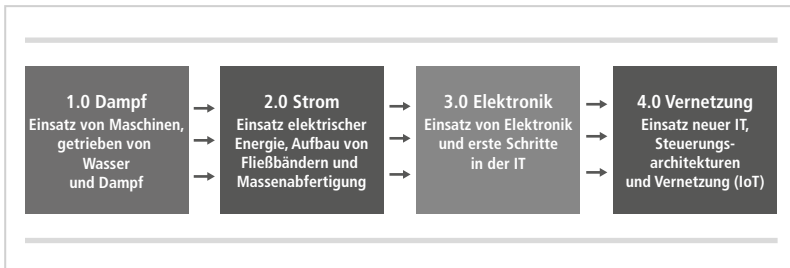 1.0 Dampf
Einsatz von Maschinen,
getrieben von
Wasser
und Dampf
2.0 Strom
Einsatz elektrischer
Energie, Aufbau von
Fließbändern und
Massenabfertigung
3.0 Elektronik
Einsatz von Elektronik
und erste Schritte
in der IT
4.0 Vernetzung
Einsatz neuer IT,
Steuerungs-
architekturen
und Vernetzung (IoT)